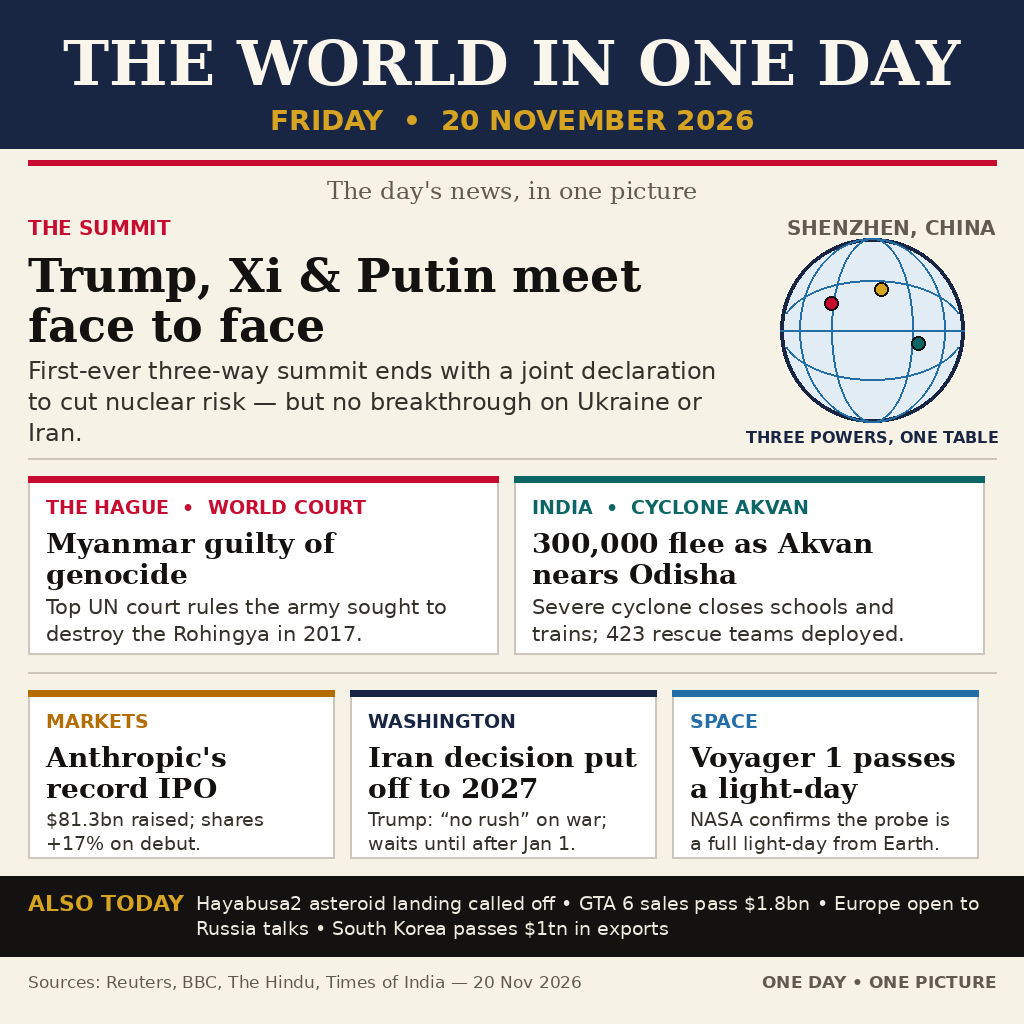 THE WORLD IN ONE DAY
FRIDAY • 20 NOVEMBER 2026
The day's news, in one picture
THE SUMMIT
SHENZHEN, CHINA
Trump, Xi & Putin meet
face to face
First-ever three-way summit ends with a joint declaration
to cut nuclear risk — but no breakthrough on Ukraine or
Iran.
THREE POWERS, ONE TABLE
THE HAGUE • WORLD COURT
Myanmar guilty of
genocide
Top UN court rules the army sought to
destroy the Rohingya in 2017.
INDIA • CYCLONE AKVAN
300,000 flee as Akvan
nears Odisha
Severe cyclone closes schools and
trains; 423 rescue teams deployed.
MARKETS
Anthropic's
record IPO
$81.3bn raised; shares
+17% on debut.
WASHINGTON
Iran decision put
off to 2027
Trump: “no rush” on war;
waits until after Jan 1.
SPACE
Voyager 1 passes
a light-day
NASA confirms the probe is
a full light-day from Earth.
ALSO TODAY
Hayabusa2 asteroid landing called off • GTA 6 sales pass $1.8bn • Europe open to
Russia talks • South Korea passes $1tn in exports
Sources: Reuters, BBC, The Hindu, Times of India — 20 Nov 2026
ONE DAY • ONE PICTURE